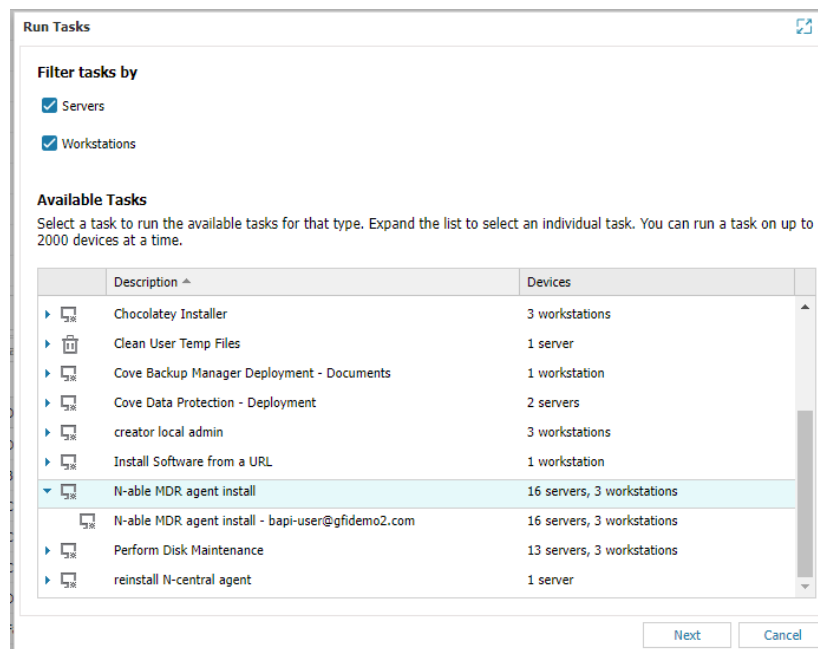 Run Tasks
Filter tasks by
Servers
Workstations
Available Tasks
Select a task to run the available tasks for that type. Expand the list to select an individual task. You can run a task on up to
2000 devices at a time.
Description Devices
Chocolatey Installer 3 workstations
Clean User Temp Files 1 server
Cove Backup Manager Deployment - Documents 1 workstation
Cove Data Protection - Deployment 2 servers
creator local admin 3 workstations
Install Software from a URL 1 workstation
N-able MDR agent install 16 servers, 3 workstations
N-able MDR agent install - bapi-user@gfidemo2.com 16 servers, 3 workstations
Perform Disk Maintenance 13 servers, 3 workstations
reinstall N-central agent 1 server
Next Cancel